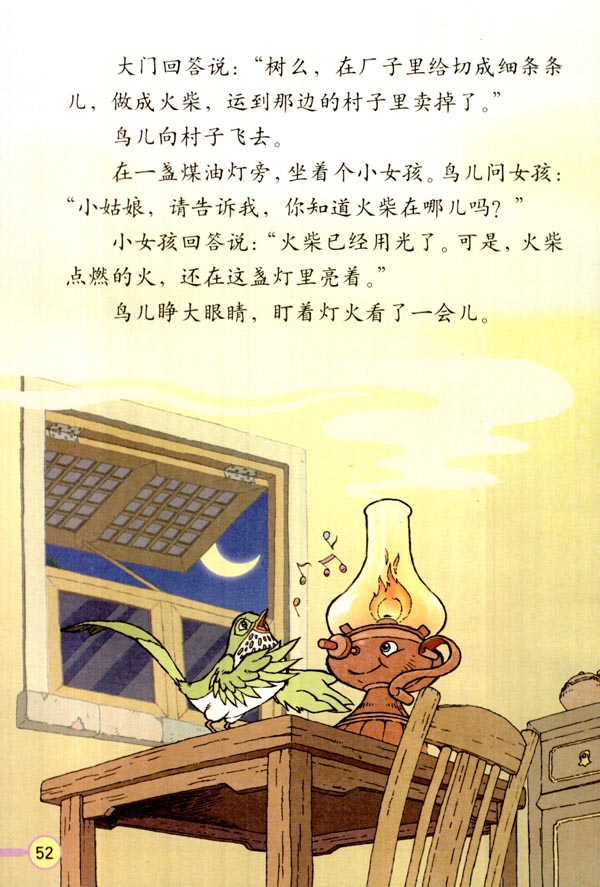 大门回答说：“树么，在厂子里给切成细条条
儿，做成火柴，运到那边的村子里卖掉了。”
鸟儿向村子飞去。
在一盏煤油灯旁，坐着个小女孩。鸟儿问女孩：
“小姑娘，请告诉我，你知道火柴在哪儿吗？”
小女孩回答说：“火柴已经用光了。可是，火柴
点燃的火，还在这盏灯里亮着。”
鸟儿睁大眼睛，盯着灯火看了一会儿。
52